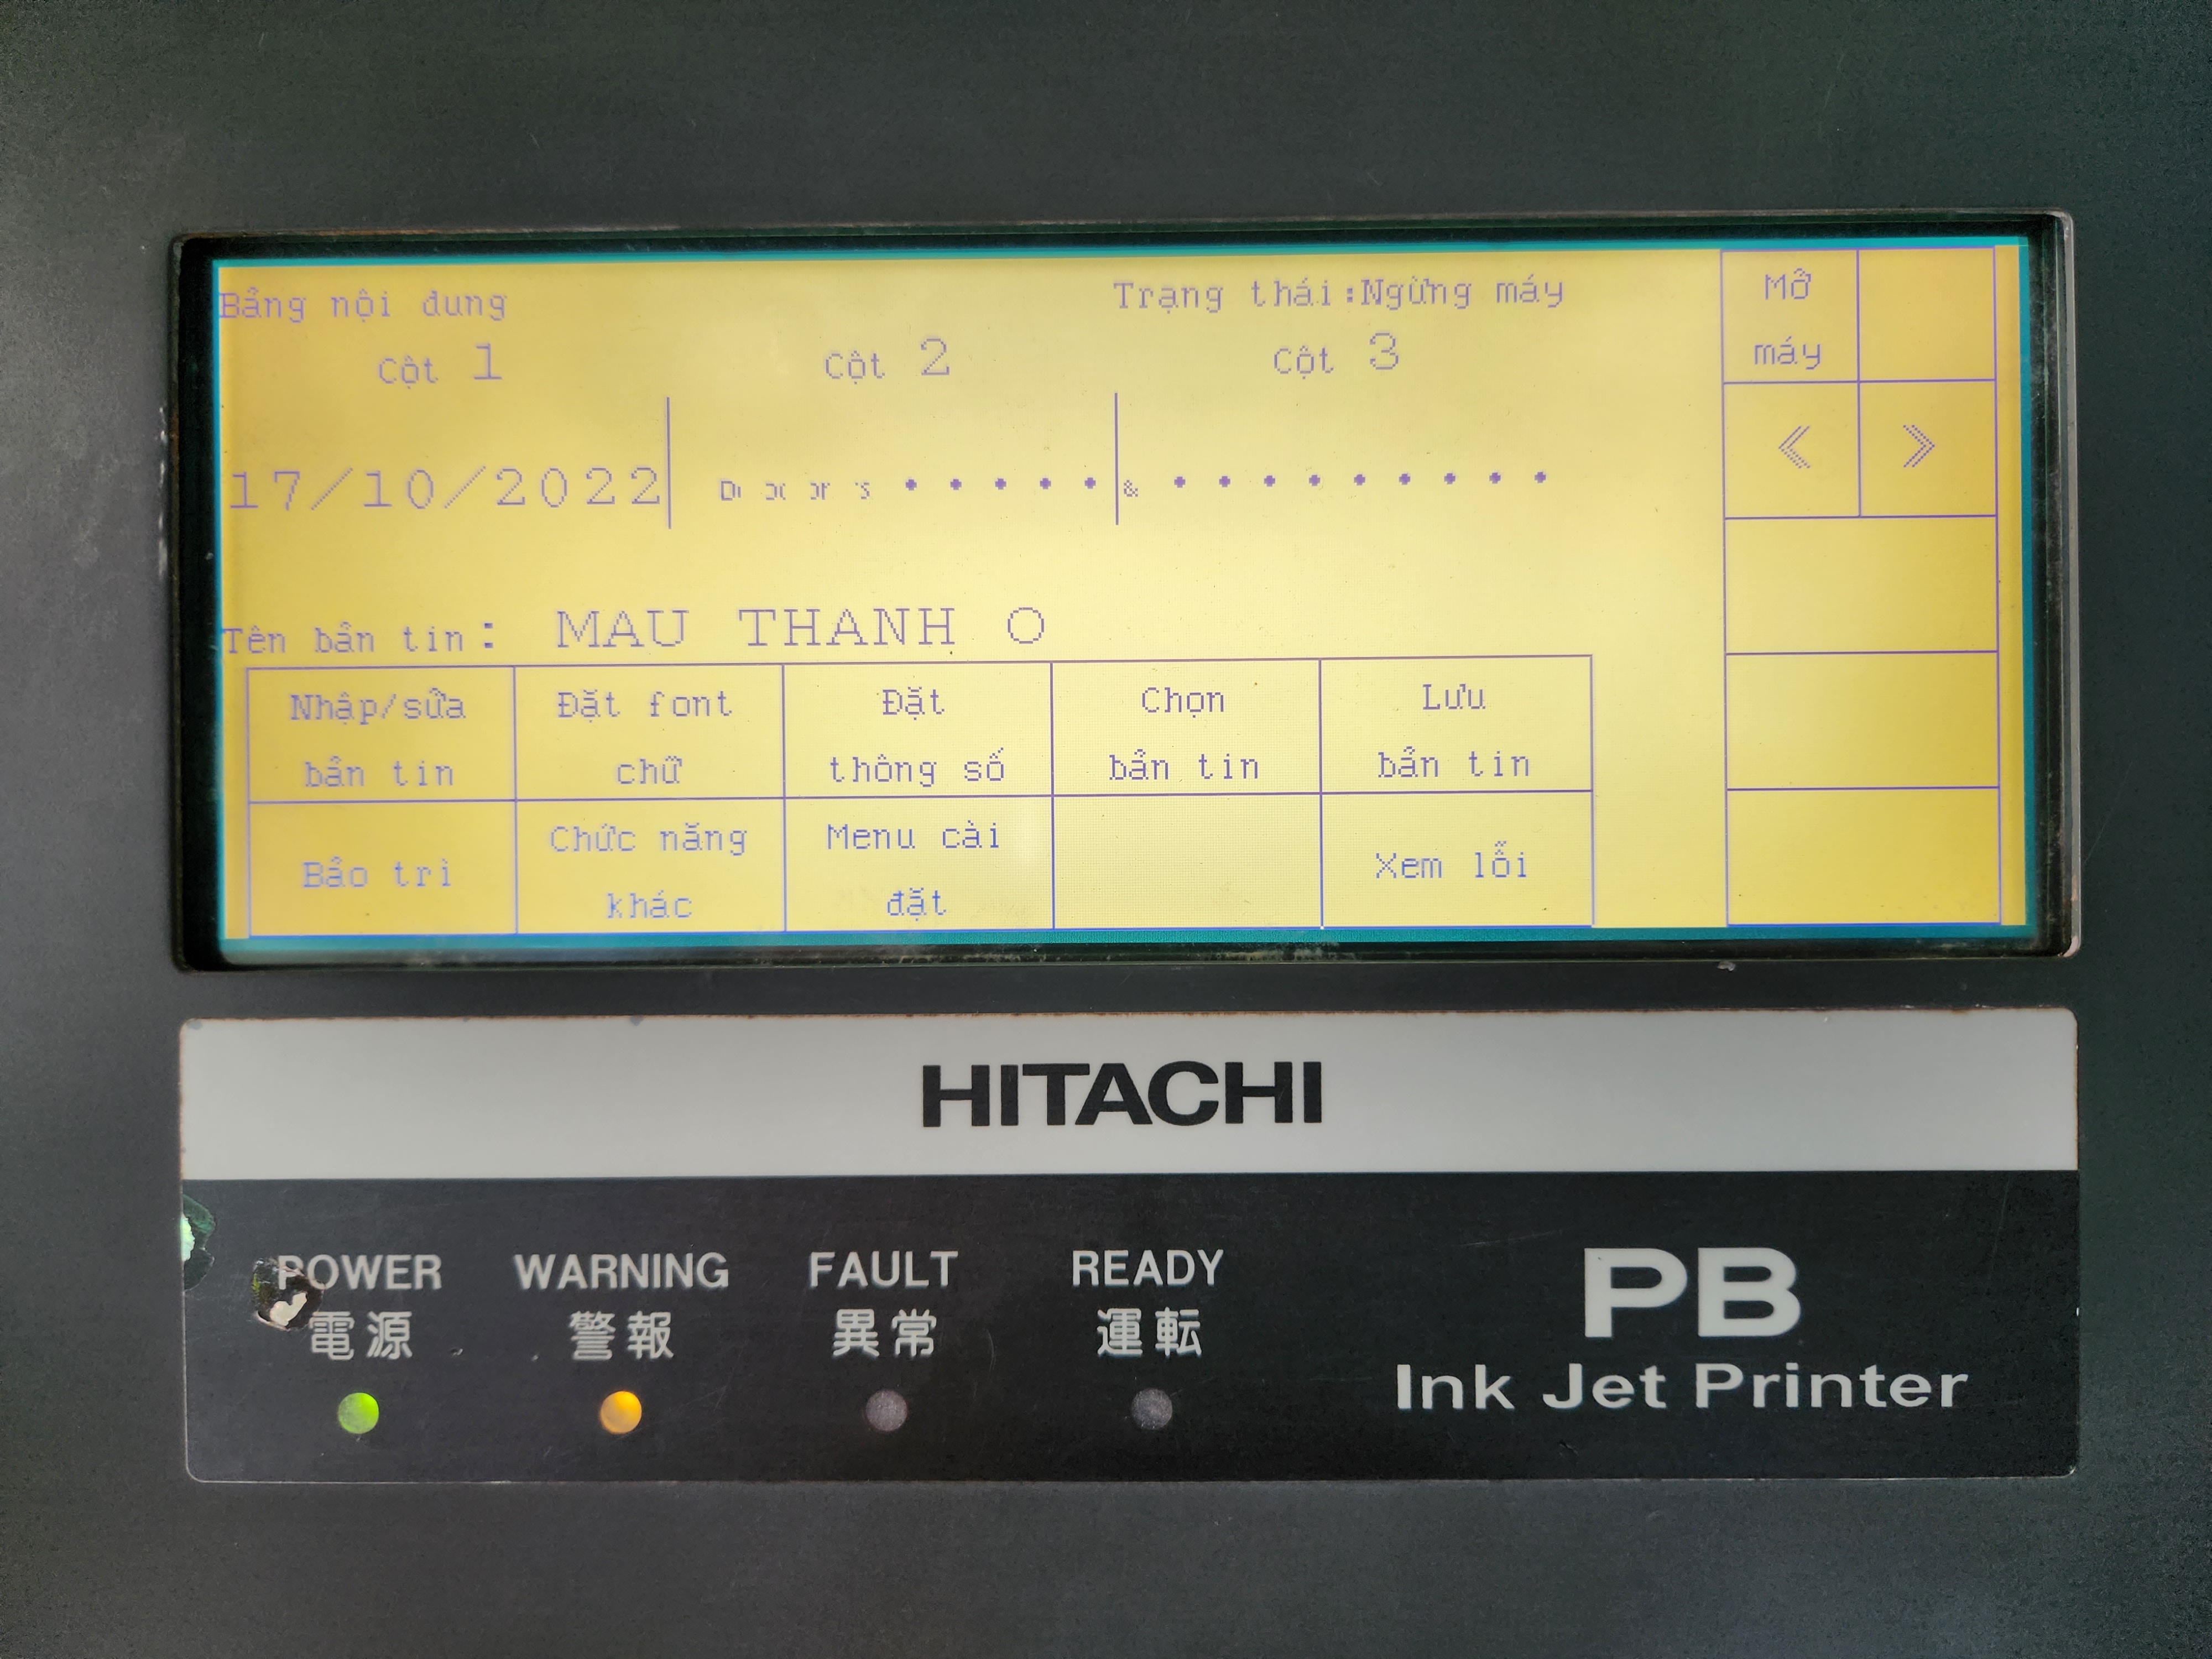 Bảng nội dung
Trạng thái:Ngừng máy
Cột 1
Cột 2
Cột 3
17/10/2022
&
Tên bản tin: MAU THANH O
Nhập/sửa
bản tin
Đặt font
chữ
Đặt
thông số
Chọn
bản tin
Lưu
bản tin
Bảo trì
Chức năng
khác
Menu cài
đặt
Xem lỗi
Mở
máy
《
》
HITACHI
POWER
電源
WARNING
警報
FAULT
異常
READY
運転
PB
Ink Jet Printer